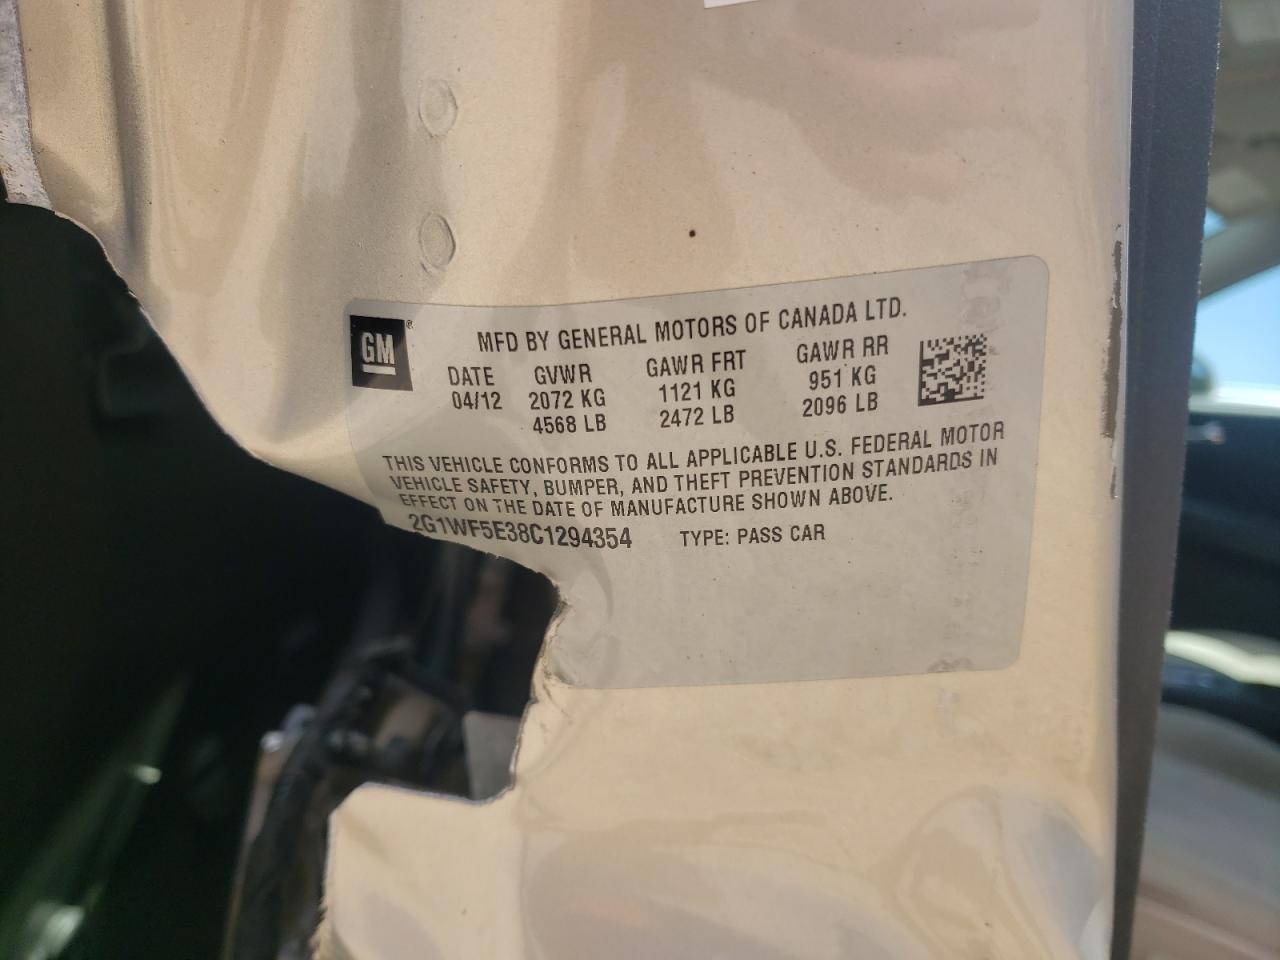 GM®
MFD BY GENERAL MOTORS OF CANADA LTD.
DATE GVWR GAWR FRT GAWR RR
04/12 2072 KG 1121 KG 951 KG
4568 LB 2472 LB 2096 LB
THIS VEHICLE CONFORMS TO ALL APPLICABLE U.S. FEDERAL MOTOR
VEHICLE SAFETY, BUMPER, AND THEFT PREVENTION STANDARDS IN
EFFECT ON THE DATE OF MANUFACTURE SHOWN ABOVE.
2G1WF5E38C1294354 TYPE: PASS CAR